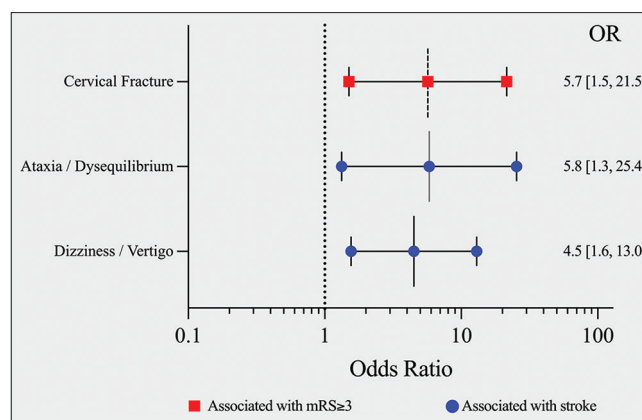 OR
Cervical Fracture 5.7 [1.5, 21.5
Ataxia / Dysequilibrium 5.8 [1.3, 25.4
Dizziness / Vertigo 4.5 [1.6, 13.0
0.1 1 10 100
Odds Ratio
Associated with mRS≥3 Associated with stroke